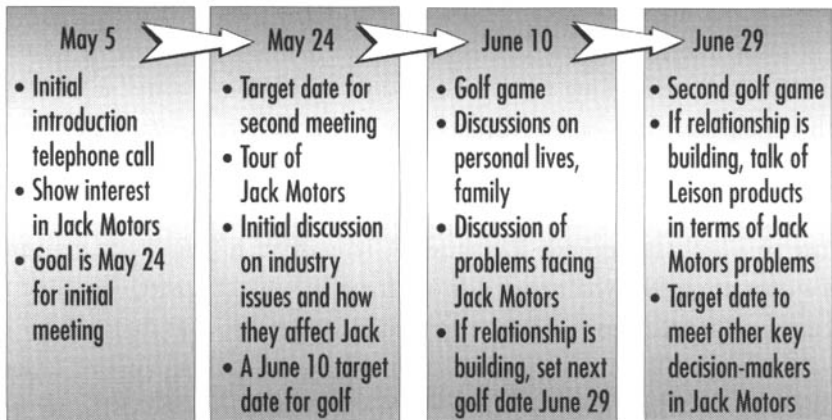 May 5
• Initial
introduction
telephone call
• Show interest
in Jack Motors
• Goal is May 24
for initial
meeting
May 24
• Target date for
second meeting
• Tour of
Jack Motors
• Initial discussion
on industry
issues and how
they affect Jack
• A June 10 target
date for golf
June 10
• Golf game
• Discussions on
personal lives,
family
• Discussion of
problems facing
Jack Motors
• If relationship is
building, set next
golf date June 29
June 29
• Second golf game
• If relationship is
building, talk of
Leison products
in terms of Jack
Motors problems
• Target date to
meet other key
decision-makers
in Jack Motors